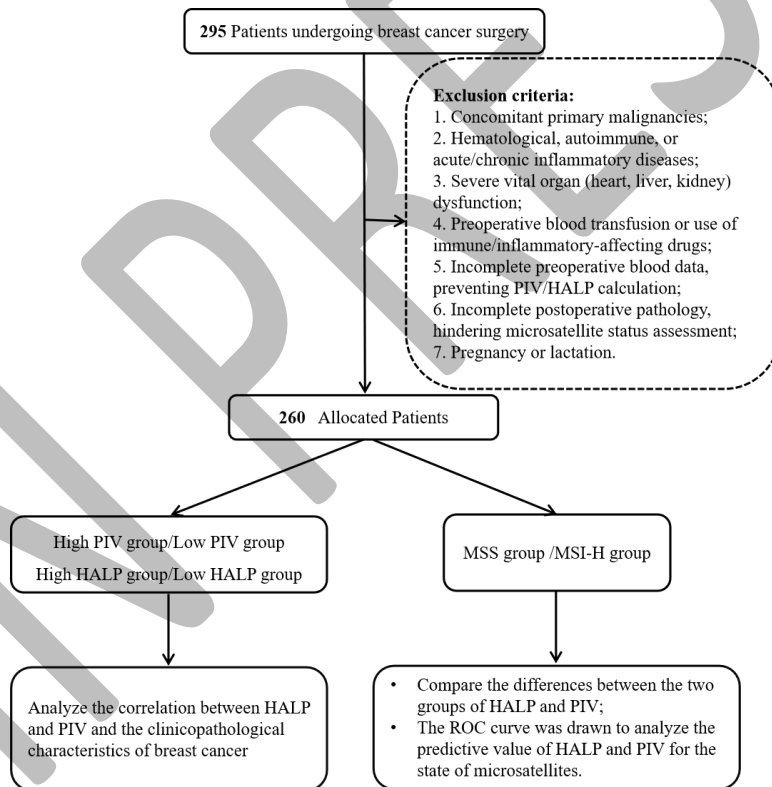 295 Patients undergoing breast cancer surgery
Exclusion criteria:
1. Concomitant primary malignancies;
2. Hematological, autoimmune, or
acute/chronic inflammatory diseases;
3. Severe vital organ (heart, liver, kidney)
dysfunction;
4. Preoperative blood transfusion or use of
immune/inflammatory-affecting drugs;
5. Incomplete preoperative blood data,
preventing PIV/HALP calculation;
6. Incomplete postoperative pathology,
hindering microsatellite status assessment;
7. Pregnancy or lactation.
260 Allocated Patients
High PIV group/Low PIV group
High HALP group/Low HALP group
MSS group /MSI-H group
Analyze the correlation between HALP
and PIV and the clinicopathological
characteristics of breast cancer
• Compare the differences between the two
groups of HALP and PIV;
• The ROC curve was drawn to analyze the
predictive value of HALP and PIV for the
state of microsatellites.